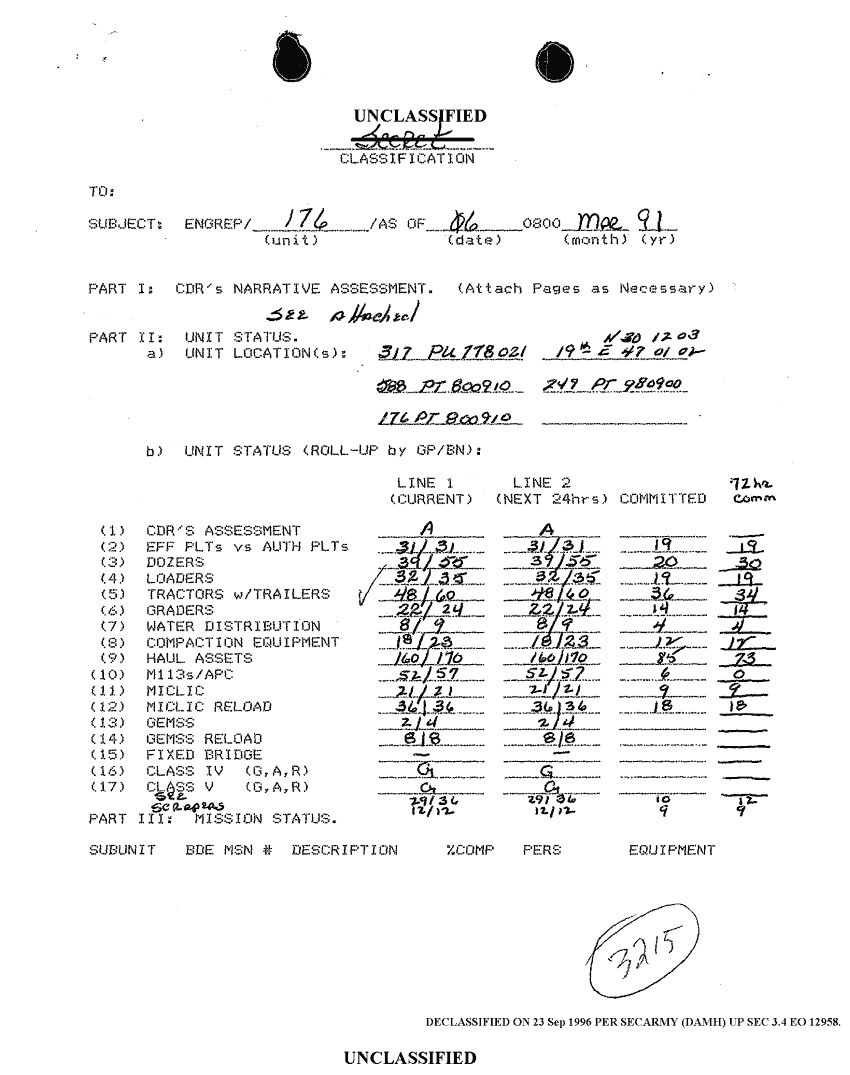 UNCLASSIFIED
Secret
CLASSIFICATION
TO:
SUBJECT: ENGREP/ 176 /AS OF 06 0800 Mar 91
(unit) (date) (month) (yr)
PART I: CDR's NARRATIVE ASSESSMENT. (Attach Pages as Necessary)
SEE Attached
PART II: UNIT STATUS. N 30 12 03
a) UNIT LOCATION(s): 317 PU 778021 19th E 47 01 02
588 PT 800910 247 PT 980900
176 PT 800910
b) UNIT STATUS (ROLL-UP by GP/BN):
LINE 1 LINE 2 72 hr
(CURRENT) (NEXT 24hrs) COMMITTED Comm
(1) CDR'S ASSESSMENT A A
(2) EFF PLTs vs AUTH PLTs 31/31 31/31 19 19
(3) DOZERS 39/55 39/55 20 30
(4) LOADERS 32/35 32/35 19 19
(5) TRACTORS w/TRAILERS 48/60 48/60 36 34
(6) GRADERS 22/24 22/24 14 14
(7) WATER DISTRIBUTION 8/9 8/9 4 4
(8) COMPACTION EQUIPMENT 18/23 18/23 12 12
(9) HAUL ASSETS 160/170 160/170 85 73
(10) M113s/APC 52/57 52/57 6 0
(11) MICLIC 21/21 21/21 9 9
(12) MICLIC RELOAD 36/36 36/36 18 18
(13) GEMSS 2/4 2/4
(14) GEMSS RELOAD 8/8 8/8
(15) FIXED BRIDGE — —
(16) CLASS IV (G,A,R) G G
(17) CLASS V (G,A,R) G G
SEE 29/36 29/36 10 12
Scrapers 12/12 12/12 9 9
PART III: MISSION STATUS.
SUBUNIT BDE MSN # DESCRIPTION %COMP PERS EQUIPMENT
3215
DECLASSIFIED ON 23 Sep 1996 PER SECARMY (DAMH) UP SEC 3.4 EO 12958.
UNCLASSIFIED